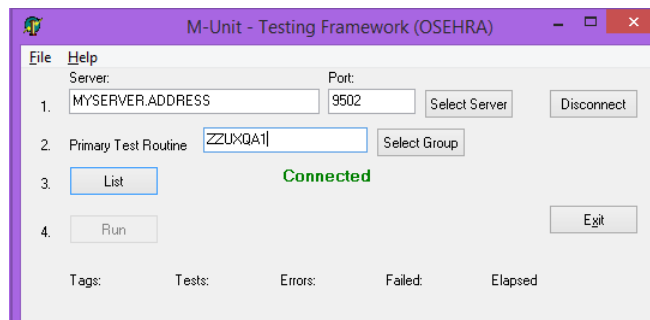 M-Unit - Testing Framework (OSEHRA)
File Help
Server: Port:
1. MYSERVER.ADDRESS 9502 Select Server Disconnect
2. Primary Test Routine ZZUXQA1 Select Group
3. List Connected
Exit
4. Run
Tags: Tests: Errors: Failed: Elapsed